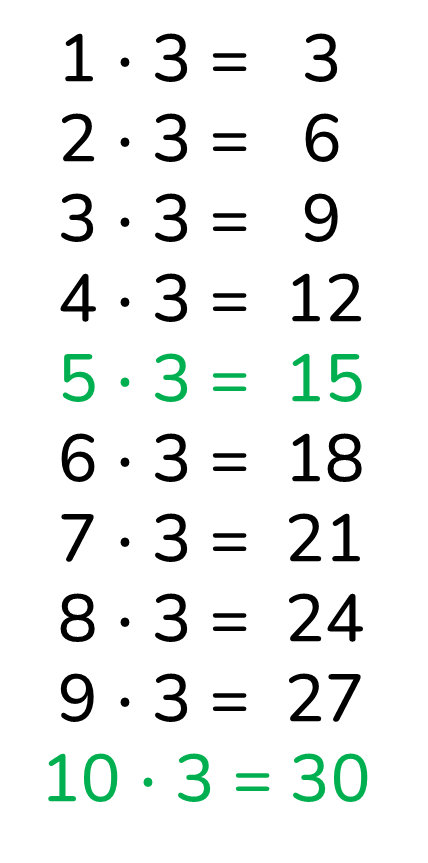 1 · 3 = 3
2 · 3 = 6
3 · 3 = 9
4 · 3 = 12
5 · 3 = 15
6 · 3 = 18
7 · 3 = 21
8 · 3 = 24
9 · 3 = 27
10 · 3 = 30